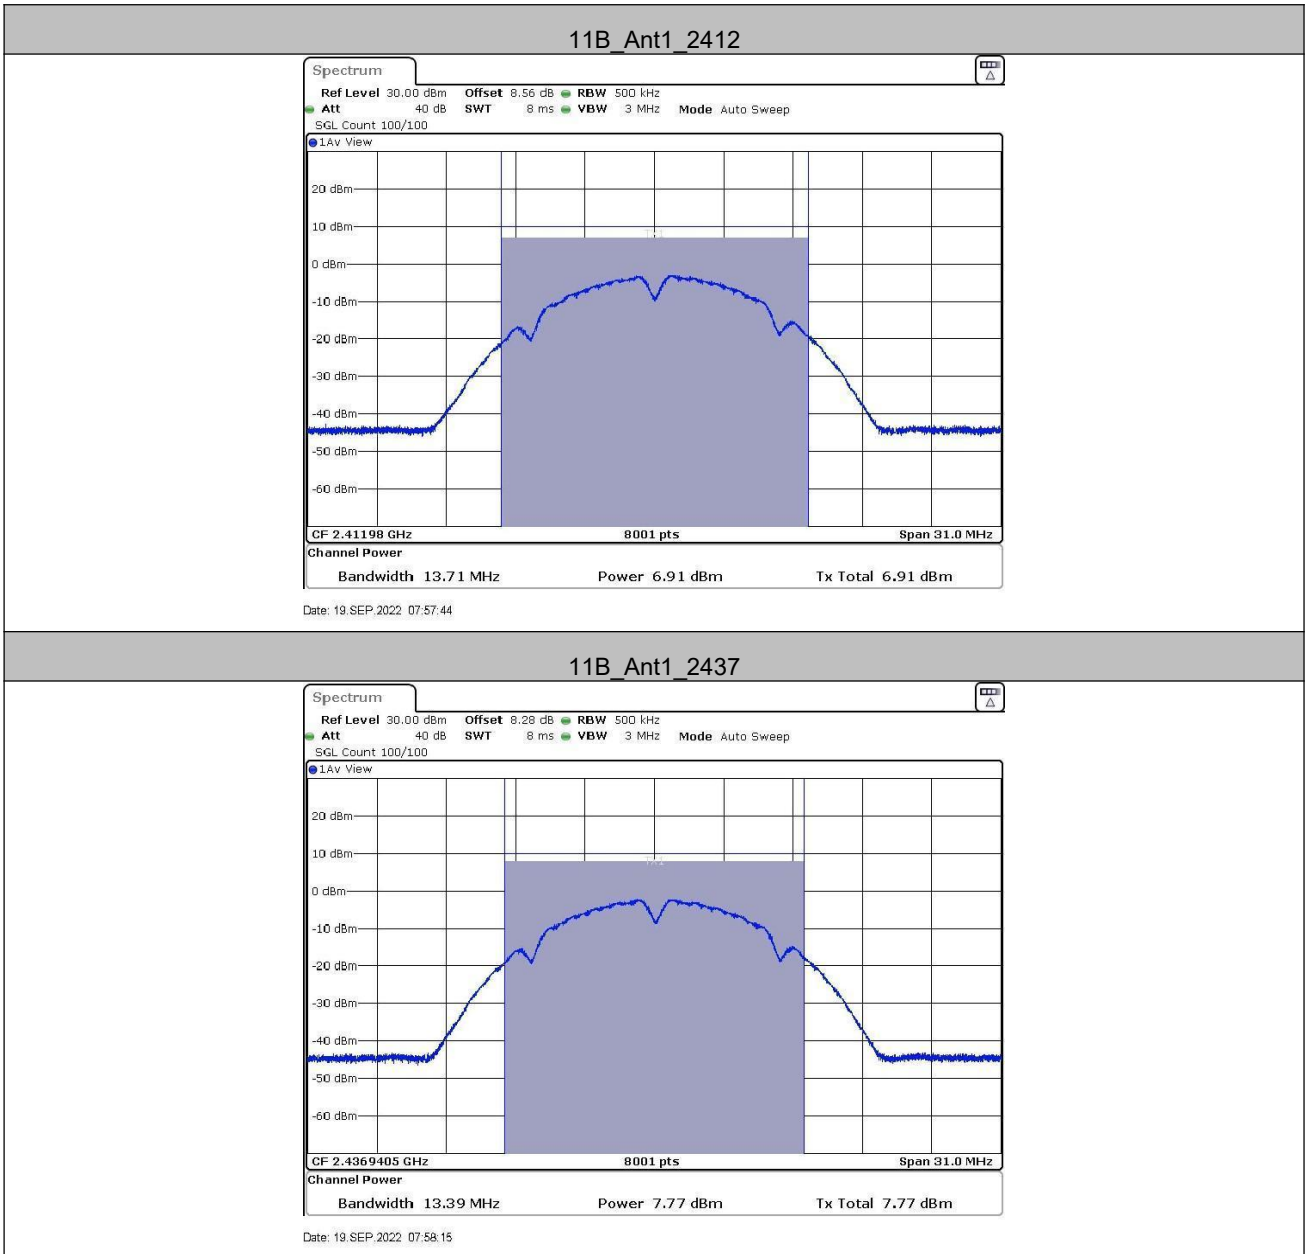 11B_Ant1_2412
Spectrum
Ref Level 30.00 dBm Offset 8.56 dB RBW 500 kHz
Att 40 dB SWT 8 ms VBW 3 MHz Mode Auto Sweep
SGL Count 100/100
1Av View
20 dBm
10 dBm
TX1
0 dBm
-10 dBm
-20 dBm
-30 dBm
-40 dBm
-50 dBm
-60 dBm
CF 2.41198 GHz 8001 pts Span 31.0 MHz
Channel Power
Bandwidth 13.71 MHz Power 6.91 dBm Tx Total 6.91 dBm
Date: 19.SEP.2022 07:57:44
11B_Ant1_2437
Spectrum
Ref Level 30.00 dBm Offset 8.28 dB RBW 500 kHz
Att 40 dB SWT 8 ms VBW 3 MHz Mode Auto Sweep
SGL Count 100/100
1Av View
20 dBm
10 dBm
TX1
0 dBm
-10 dBm
-20 dBm
-30 dBm
-40 dBm
-50 dBm
-60 dBm
CF 2.4369405 GHz 8001 pts Span 31.0 MHz
Channel Power
Bandwidth 13.39 MHz Power 7.77 dBm Tx Total 7.77 dBm
Date: 19.SEP.2022 07:58:15